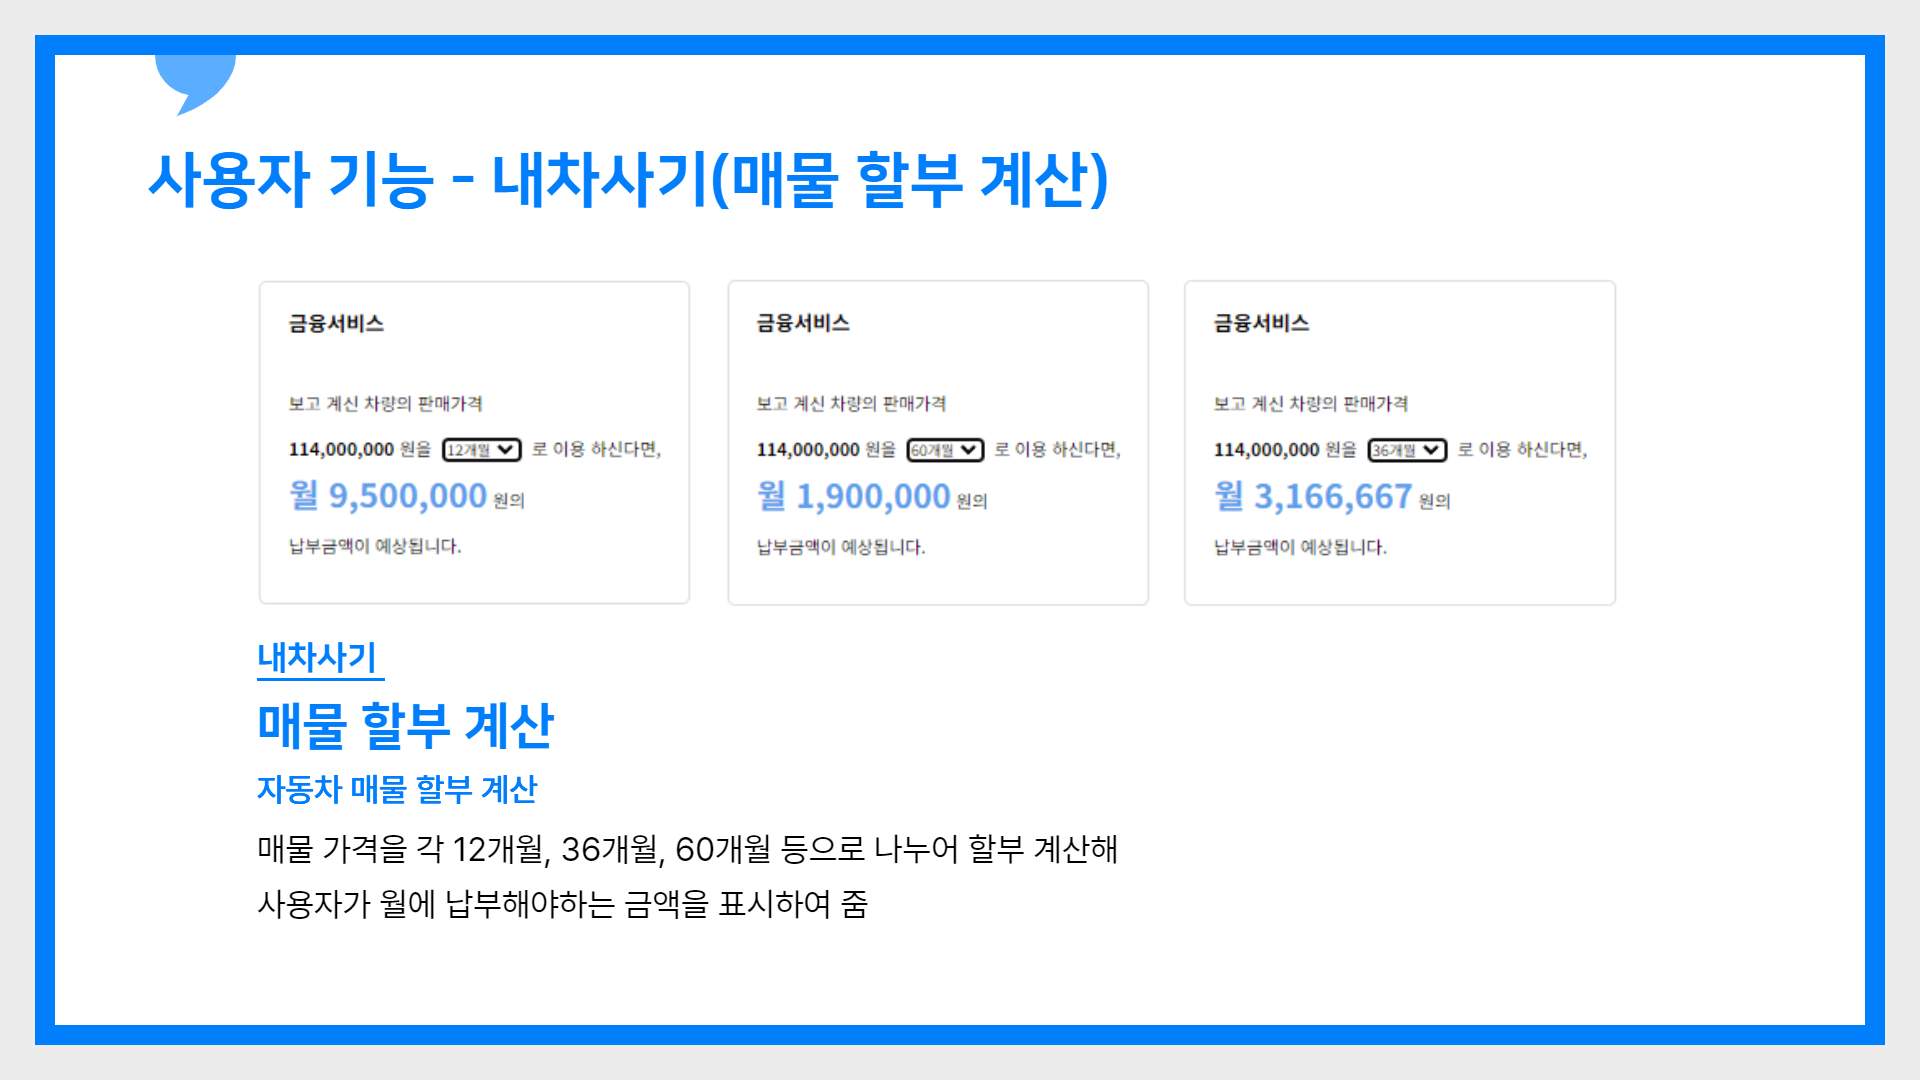 사용자 기능 - 내차사기(매물 할부 계산)
금융서비스
보고 계신 차량의 판매가격
114,000,000 원을 12개월 로 이용 하신다면,
월 9,500,000 원의
납부금액이 예상됩니다.
금융서비스
보고 계신 차량의 판매가격
114,000,000 원을 60개월 로 이용 하신다면,
월 1,900,000 원의
납부금액이 예상됩니다.
금융서비스
보고 계신 차량의 판매가격
114,000,000 원을 36개월 로 이용 하신다면,
월 3,166,667 원의
납부금액이 예상됩니다.
내차사기
매물 할부 계산
자동차 매물 할부 계산
매물 가격을 각 12개월, 36개월, 60개월 등으로 나누어 할부 계산해
사용자가 월에 납부해야하는 금액을 표시하여 줌